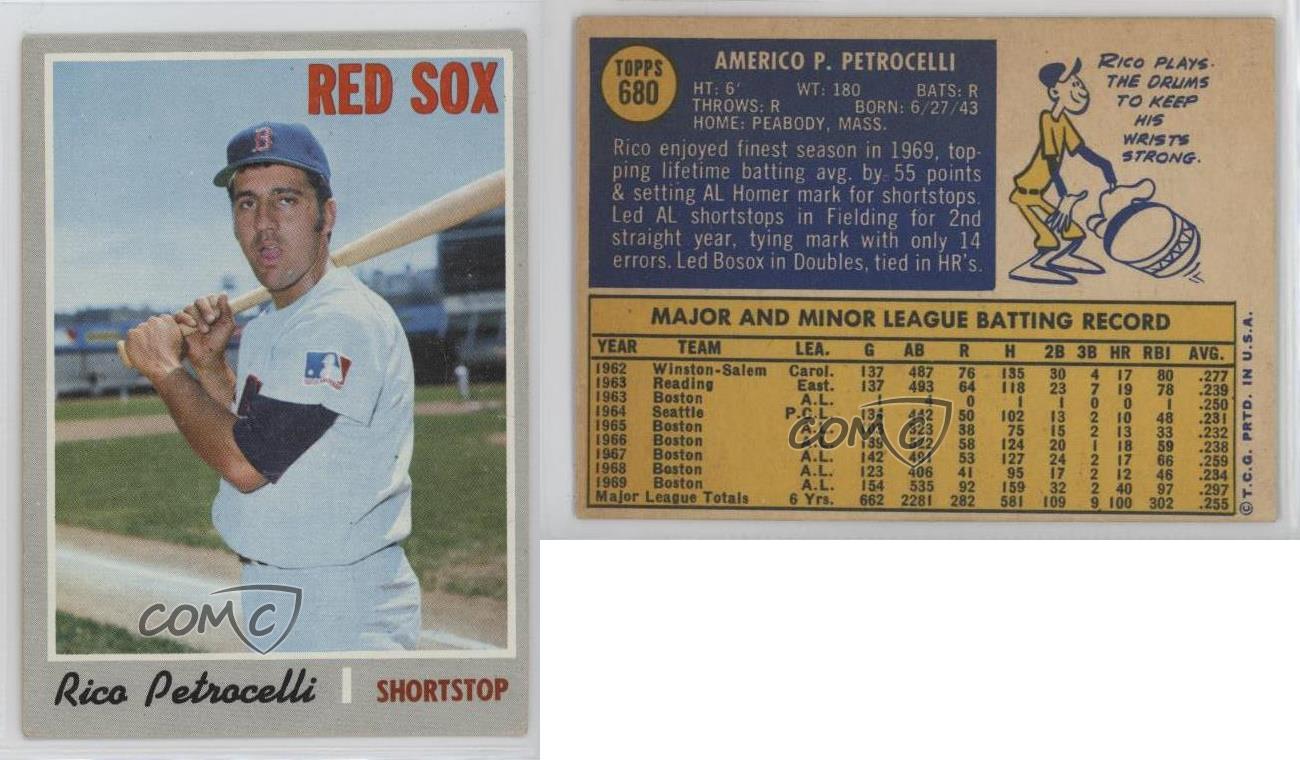 RED SOX
B
COMC
Rico Petrocelli
SHORTSTOP
TOPPS
680
AMERICO P. PETROCELLI
HT: 6' WT: 180 BATS: R
THROWS: R BORN: 6/27/43
HOME: PEABODY, MASS.
Rico enjoyed finest season in 1969, top-
ping lifetime batting avg. by 55 points
& setting AL Homer mark for shortstops.
Led AL shortstops in Fielding for 2nd
straight year, tying mark with only 14
errors. Led Bosox in Doubles, tied in HR's.
RICO PLAYS
THE DRUMS
TO KEEP
HIS
WRISTS
STRONG.
MAJOR AND MINOR LEAGUE BATTING RECORD
YEAR TEAM LEA. G AB R H 2B 3B HR RBI AVG.
1962 Winston-Salem Carol. 137 487 76 135 30 4 17 80 .277
1963 Reading East. 137 493 64 118 23 7 19 78 .239
1963 Boston A.L. 1 4 0 1 1 0 0 1 .250
1964 Seattle P.C.L. 134 442 50 102 13 2 10 48 .231
1965 Boston A.L. 323 38 75 15 2 13 33 .232
1966 Boston A.L. 139 522 58 124 20 1 18 59 .238
1967 Boston A.L. 142 491 53 127 24 2 17 66 .259
1968 Boston A.L. 123 406 41 95 17 2 12 46 .234
1969 Boston A.L. 154 535 92 159 32 2 40 97 .297
Major League Totals 6 Yrs. 662 2281 282 581 109 9 100 302 .255
COMC
© T.C.G. PRTD. IN U.S.A.